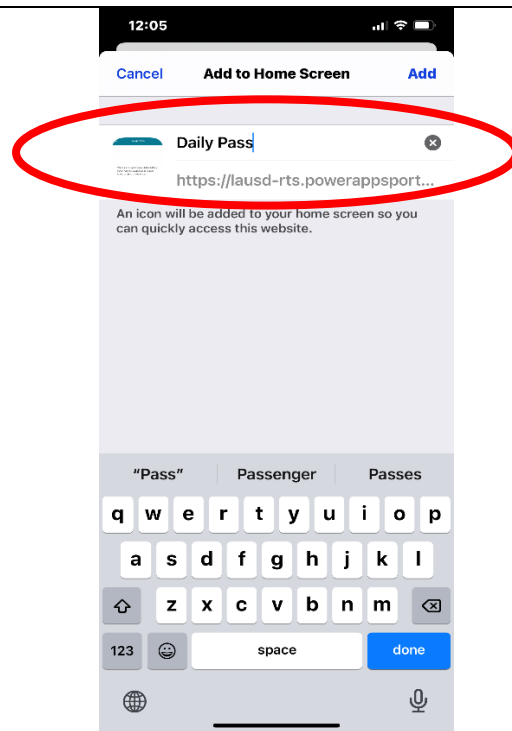 12:05
Cancel Add to Home Screen Add
Daily Pass
https://lausd-rts.powerappsport...
An icon will be added to your home screen so you
can quickly access this website.
“Pass” Passenger Passes
q w e r t y u i o p
a s d f g h j k l
z x c v b n m
123 space done